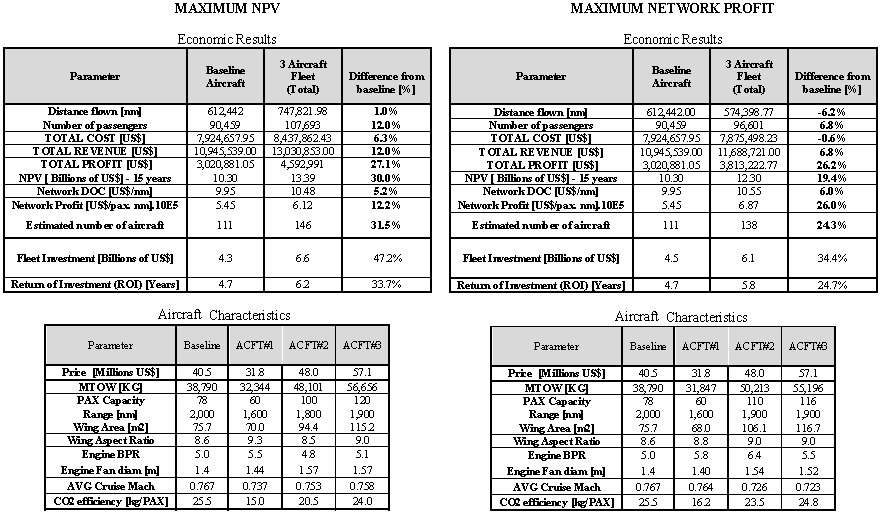 MAXIMUM NPV
Economic Results
Parameter Baseline Aircraft 3 Aircraft Fleet (Total) Difference from baseline [%]
Distance flown [nm] 612,442 747,821.98 1.0%
Number of passengers 90,459 107,693 12.0%
TOTAL COST [US$] 7,924,657.95 8,437,862.43 6.3%
TOTAL REVENUE [US$] 10,945,539.00 13,030,853.00 12.0%
TOTAL PROFIT [US$] 3,020,881.05 4,592,991 27.1%
NPV [ Billions of US$] - 15 years 10.30 13.39 30.0%
Network DOC [US$/nm] 9.95 10.48 5.2%
Network Profit [US$/pax. nm].10E5 5.45 6.12 12.2%
Estimated number of aircraft 111 146 31.5%
Fleet Investment [Billions of US$] 4.3 6.6 47.2%
Return of Investment (ROI) [Years] 4.7 6.2 33.7%
Aircraft Characteristics
Parameter Baseline ACFT#1 ACFT#2 ACFT#3
Price [Millions US$] 40.5 31.8 48.0 57.1
MTOW [KG] 38,790 32,344 48,101 56,656
PAX Capacity 78 60 100 120
Range [nm] 2,000 1,600 1,800 1,900
Wing Area [m2] 75.7 70.0 94.4 115.2
Wing Aspect Ratio 8.6 9.3 8.5 9.0
Engine BPR 5.0 5.5 4.8 5.1
Engine Fan diam [m] 1.4 1.44 1.57 1.57
AVG Cruise Mach 0.767 0.737 0.753 0.758
CO2 efficiency [kg/PAX] 25.5 15.0 20.5 24.0
MAXIMUM NETWORK PROFIT
Economic Results
Parameter Baseline Aircraft 3 Aircraft Fleet (Total) Difference from baseline [%]
Distance flown [nm] 612,442.00 574,398.77 -6.2%
Number of passengers 90,459 96,601 6.8%
TOTAL COST [US$] 7,924,657.95 7,875,498.23 -0.6%
TOTAL REVENUE [US$] 10,945,539.00 11,688,721.00 6.8%
TOTAL PROFIT [US$] 3,020,881.05 3,813,222.77 26.2%
NPV [ Billions of US$] - 15 years 10.30 12.30 19.4%
Network DOC [US$/nm] 9.95 10.55 6.0%
Network Profit [US$/pax. nm].10E5 5.45 6.87 26.0%
Estimated number of aircraft 111 138 24.3%
Fleet Investment [Billions of US$] 4.5 6.1 34.4%
Return of Investment (ROI) [Years] 4.7 5.8 24.7%
Aircraft Characteristics
Parameter Baseline ACFT#1 ACFT#2 ACFT#3
Price [Millions US$] 40.5 31.8 48.0 57.1
MTOW [KG] 38,790 31,847 50,213 55,196
PAX Capacity 78 60 110 116
Range [nm] 2,000 1,600 1,900 1,900
Wing Area [m2] 75.7 68.0 106.1 116.7
Wing Aspect Ratio 8.6 8.8 9.0 9.0
Engine BPR 5.0 5.8 6.4 5.5
Engine Fan diam [m] 1.4 1.40 1.54 1.52
AVG Cruise Mach 0.767 0.764 0.726 0.723
CO2 efficiency [kg/PAX] 25.5 16.2 23.5 24.8